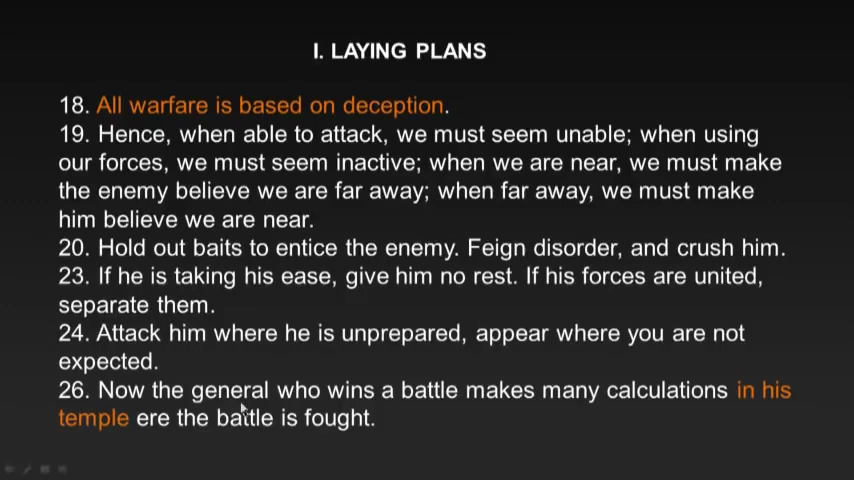 I. LAYING PLANS
18. All warfare is based on deception.
19. Hence, when able to attack, we must seem unable; when using
our forces, we must seem inactive; when we are near, we must make
the enemy believe we are far away; when far away, we must make
him believe we are near.
20. Hold out baits to entice the enemy. Feign disorder, and crush him.
23. If he is taking his ease, give him no rest. If his forces are united,
separate them.
24. Attack him where he is unprepared, appear where you are not
expected.
26. Now the general who wins a battle makes many calculations in his
temple ere the battle is fought.